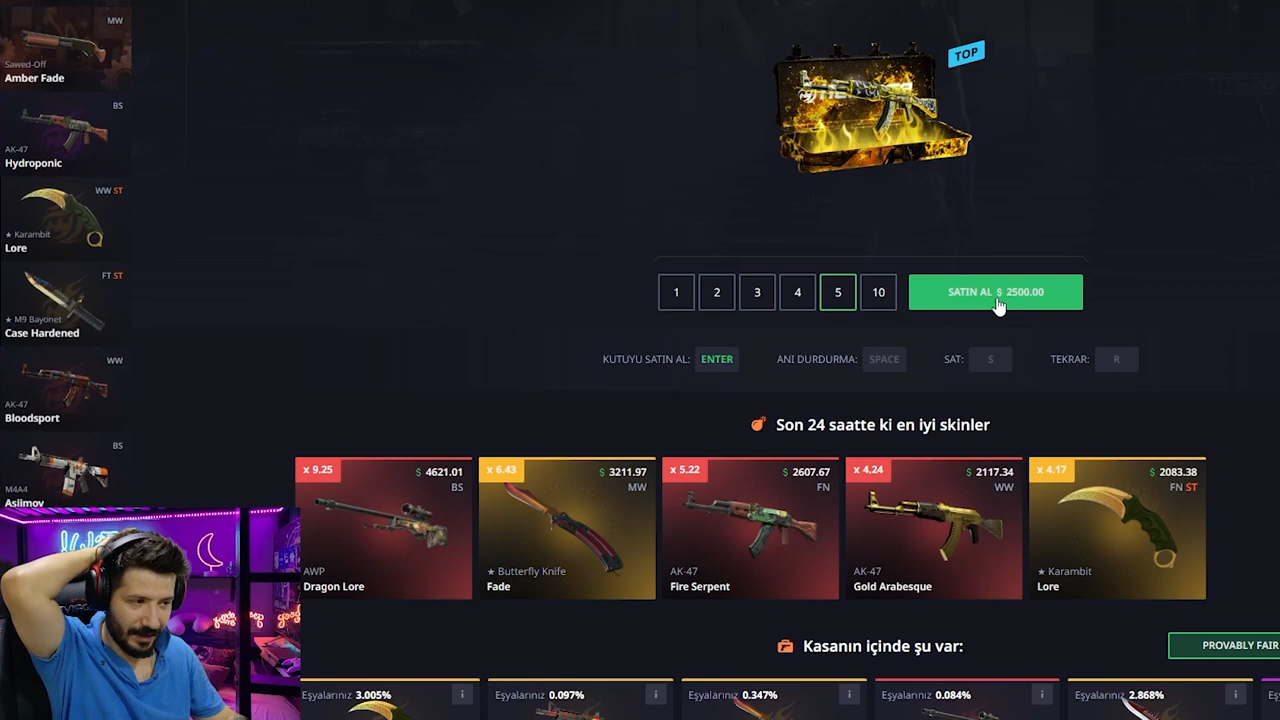 MW
Sawed-Off
Amber Fade
BS
AK-47
Hydroponic
WW ST
★ Karambit
Lore
FT ST
★ M9 Bayonet
Case Hardened
WW
AK-47
Bloodsport
BS
M4A4
Asiimov
TOP
1 2 3 4 5 10 SATIN AL $ 2500.00
KUTUYU SATIN AL: ENTER ANI DURDURMA: SPACE SAT: S TEKRAR: R
Son 24 saatte ki en iyi skinler
x 9.25 $ 4621.01
BS
AWP
Dragon Lore
x 6.43 $ 3211.97
MW
★ Butterfly Knife
Fade
x 5.22 $ 2607.67
FN
AK-47
Fire Serpent
x 4.24 $ 2117.34
WW
AK-47
Gold Arabesque
x 4.17 $ 2083.38
FN ST
★ Karambit
Lore
Kasanın içinde şu var:
PROVABLY FAIR
Eşyalarınız 3.005% i
Eşyalarınız 0.097% i
Eşyalarınız 0.347% i
Eşyalarınız 0.084% i
Eşyalarınız 2.868% i